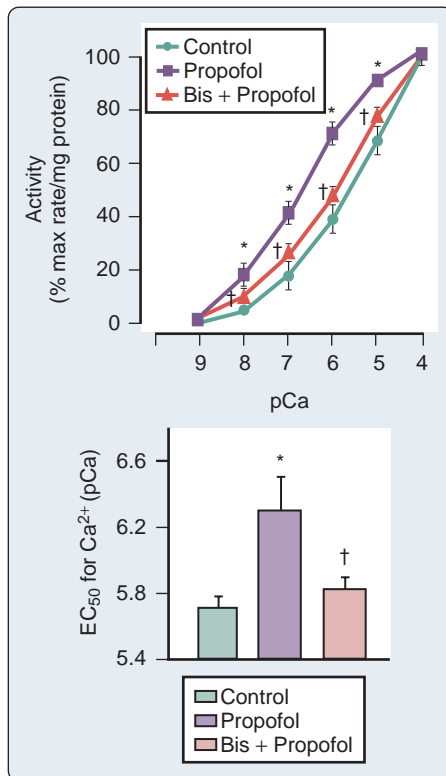 Control
Propofol
Bis + Propofol
Activity
(% max rate/mg protein)
100
80
60
40
20
0
*
*
*
*
†
†
†
†
9 8 7 6 5 4
pCa
EC50 for Ca2+ (pCa)
6.6
6.2
5.8
5.4
*
†
Control
Propofol
Bis + Propofol